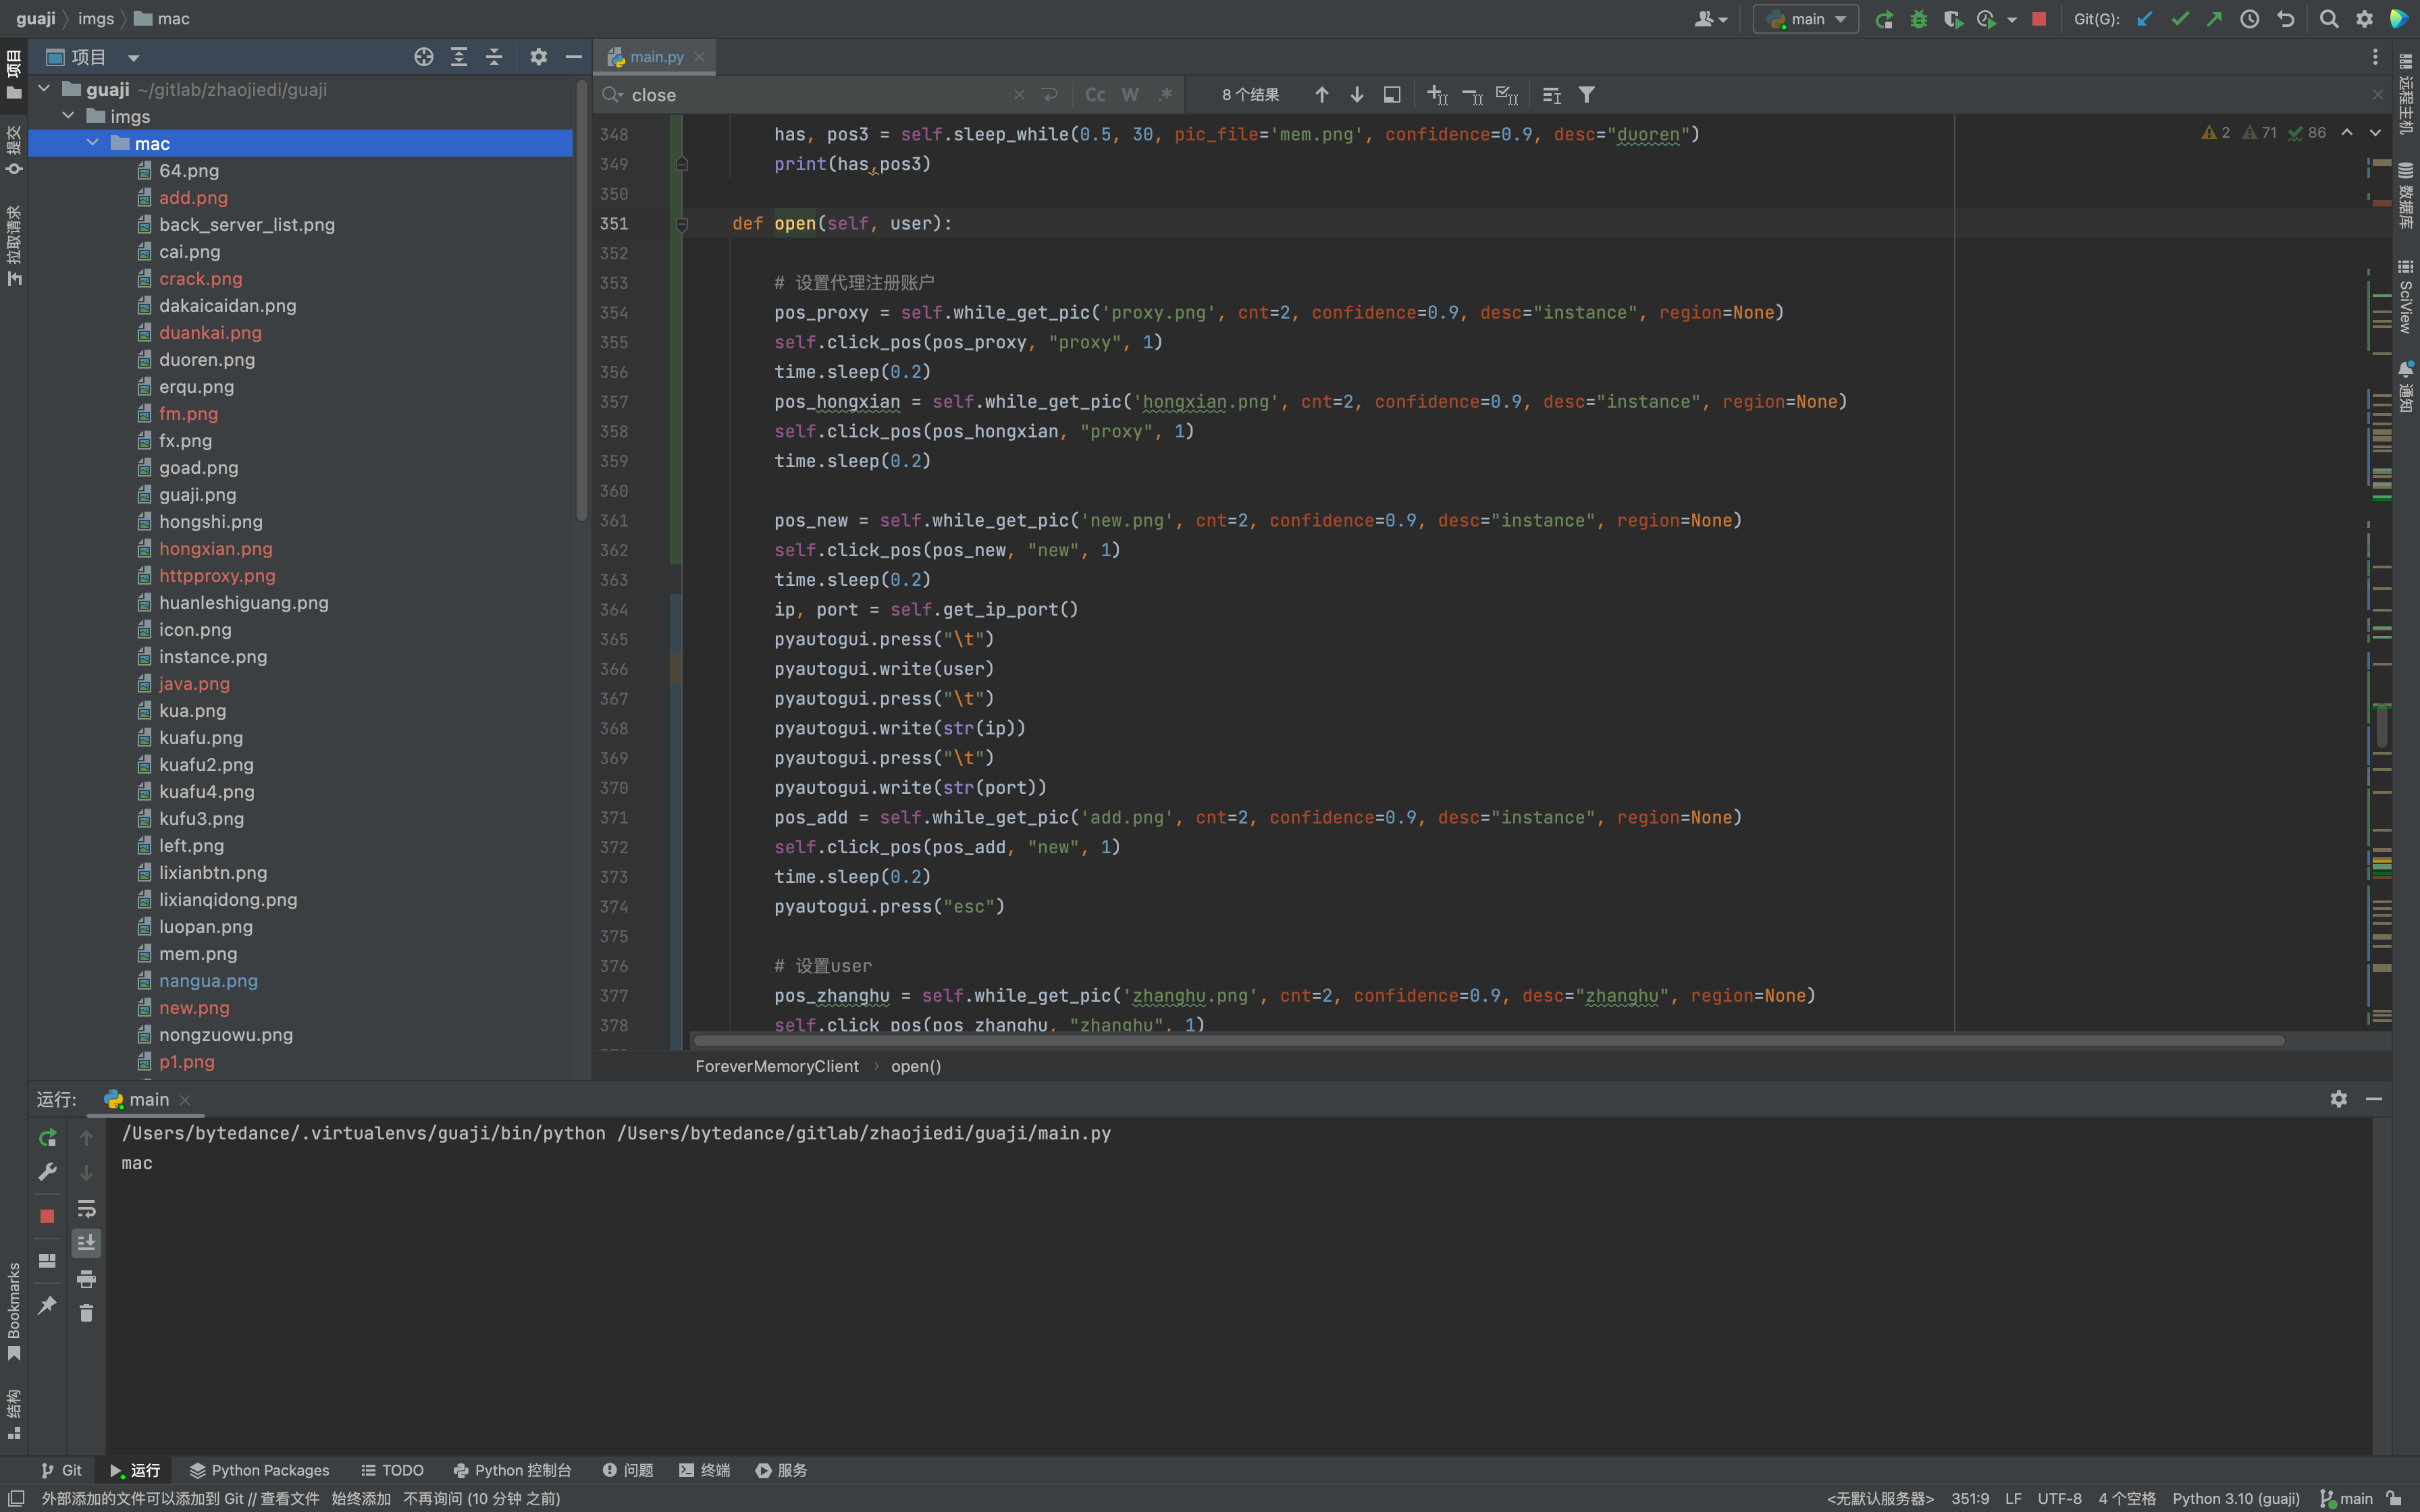 guaji imgs mac
main
Git(G):
项目
main.py
close
Cc W .*
8 个结果
guaji ~/gitlab/zhaojiedi/guaji
imgs
mac
64.png
add.png
back_server_list.png
cai.png
crack.png
dakaicaidan.png
duankai.png
duoren.png
erqu.png
fm.png
fx.png
goad.png
guaji.png
hongshi.png
hongxian.png
httpproxy.png
huanleshiguang.png
icon.png
instance.png
java.png
kua.png
kuafu.png
kuafu2.png
kuafu4.png
kufu3.png
left.png
lixianbtn.png
lixianqidong.png
luopan.png
mem.png
nangua.png
new.png
nongzuowu.png
p1.png
项目
提交
拉取请求
Bookmarks
结构
2 71 86
348 has, pos3 = self.sleep_while(0.5, 30, pic_file='mem.png', confidence=0.9, desc="duoren")
349 print(has,pos3)
350
351 def open(self, user):
352
353 # 设置代理注册账户
354 pos_proxy = self.while_get_pic('proxy.png', cnt=2, confidence=0.9, desc="instance", region=None)
355 self.click_pos(pos_proxy, "proxy", 1)
356 time.sleep(0.2)
357 pos_hongxian = self.while_get_pic('hongxian.png', cnt=2, confidence=0.9, desc="instance", region=None)
358 self.click_pos(pos_hongxian, "proxy", 1)
359 time.sleep(0.2)
360
361 pos_new = self.while_get_pic('new.png', cnt=2, confidence=0.9, desc="instance", region=None)
362 self.click_pos(pos_new, "new", 1)
363 time.sleep(0.2)
364 ip, port = self.get_ip_port()
365 pyautogui.press("\t")
366 pyautogui.write(user)
367 pyautogui.press("\t")
368 pyautogui.write(str(ip))
369 pyautogui.press("\t")
370 pyautogui.write(str(port))
371 pos_add = self.while_get_pic('add.png', cnt=2, confidence=0.9, desc="instance", region=None)
372 self.click_pos(pos_add, "new", 1)
373 time.sleep(0.2)
374 pyautogui.press("esc")
375
376 # 设置user
377 pos_zhanghu = self.while_get_pic('zhanghu.png', cnt=2, confidence=0.9, desc="zhanghu", region=None)
378 self.click_pos(pos_zhanghu, "zhanghu", 1)
ForeverMemoryClient open()
远程主机
数据库
SciView
通知
运行: main
/Users/bytedance/.virtualenvs/guaji/bin/python /Users/bytedance/gitlab/zhaojiedi/guaji/main.py
mac
Git 运行 Python Packages TODO Python 控制台 问题 终端 服务
外部添加的文件可以添加到 Git // 查看文件 始终添加 不再询问 (10 分钟 之前)
<无默认服务器> 351:9 LF UTF-8 4 个空格 Python 3.10 (guaji) main